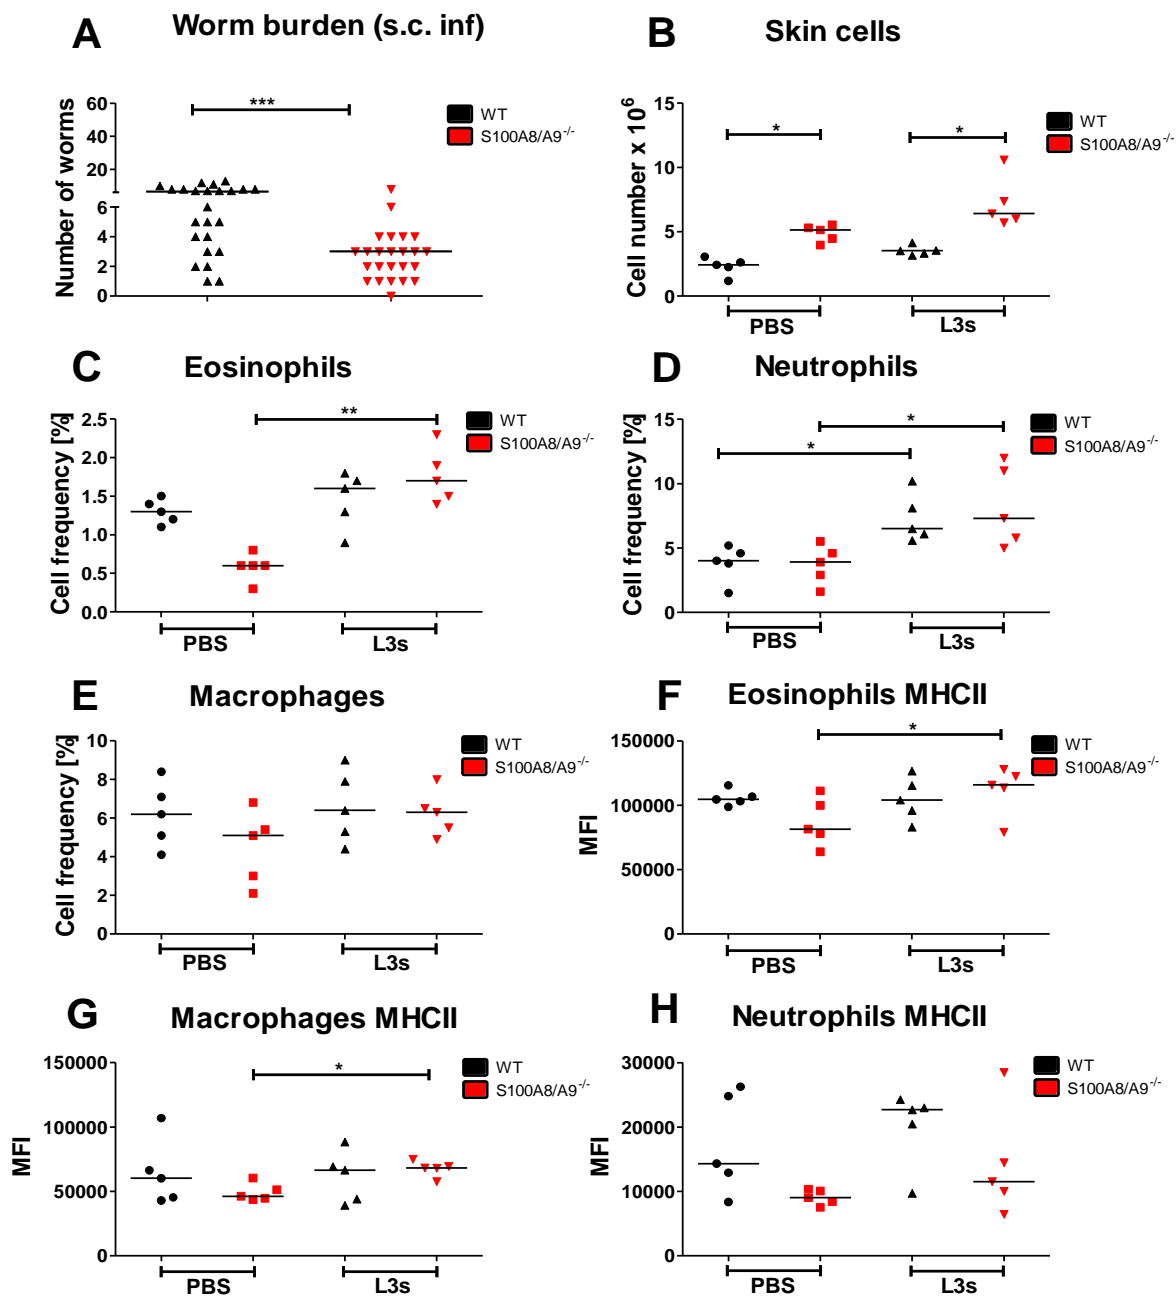 A Worm burden (s.c. inf)
Number of worms
60
20
6
4
2
0
***
WT
S100A8/A9-/-
B Skin cells
Cell number x 10^6
15
10
5
0
*
*
PBS
L3s
WT
S100A8/A9-/-
C Eosinophils
Cell frequency [%]
2.5
2.0
1.5
1.0
0.5
0.0
**
PBS
L3s
WT
S100A8/A9-/-
D Neutrophils
Cell frequency [%]
15
10
5
0
*
*
PBS
L3s
WT
S100A8/A9-/-
E Macrophages
Cell frequency [%]
10
8
6
4
2
0
PBS
L3s
WT
S100A8/A9-/-
F Eosinophils MHCII
MFI
150000
100000
50000
0
*
PBS
L3s
WT
S100A8/A9-/-
G Macrophages MHCII
MFI
150000
100000
50000
0
*
PBS
L3s
WT
S100A8/A9-/-
H Neutrophils MHCII
MFI
30000
20000
10000
0
PBS
L3s
WT
S100A8/A9-/-